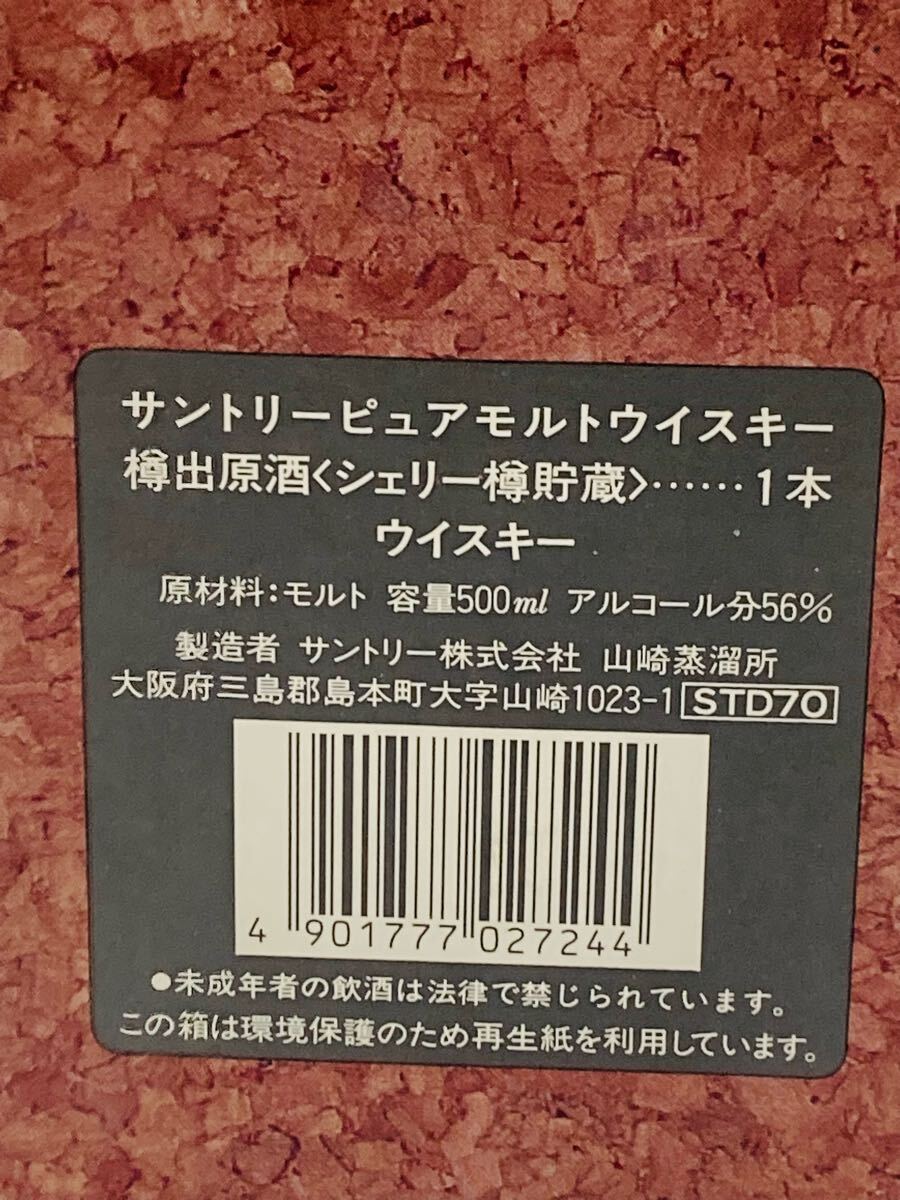 サントリーピュアモルトウイスキー
樽出原酒〈シェリー樽貯蔵〉……1本
ウイスキー
原材料：モルト 容量500ml アルコール分56%
製造者 サントリー株式会社 山崎蒸溜所
大阪府三島郡島本町大字山崎1023-1 STD70
4 901777 027244
●未成年者の飲酒は法律で禁じられています。
この箱は環境保護のため再生紙を利用しています。